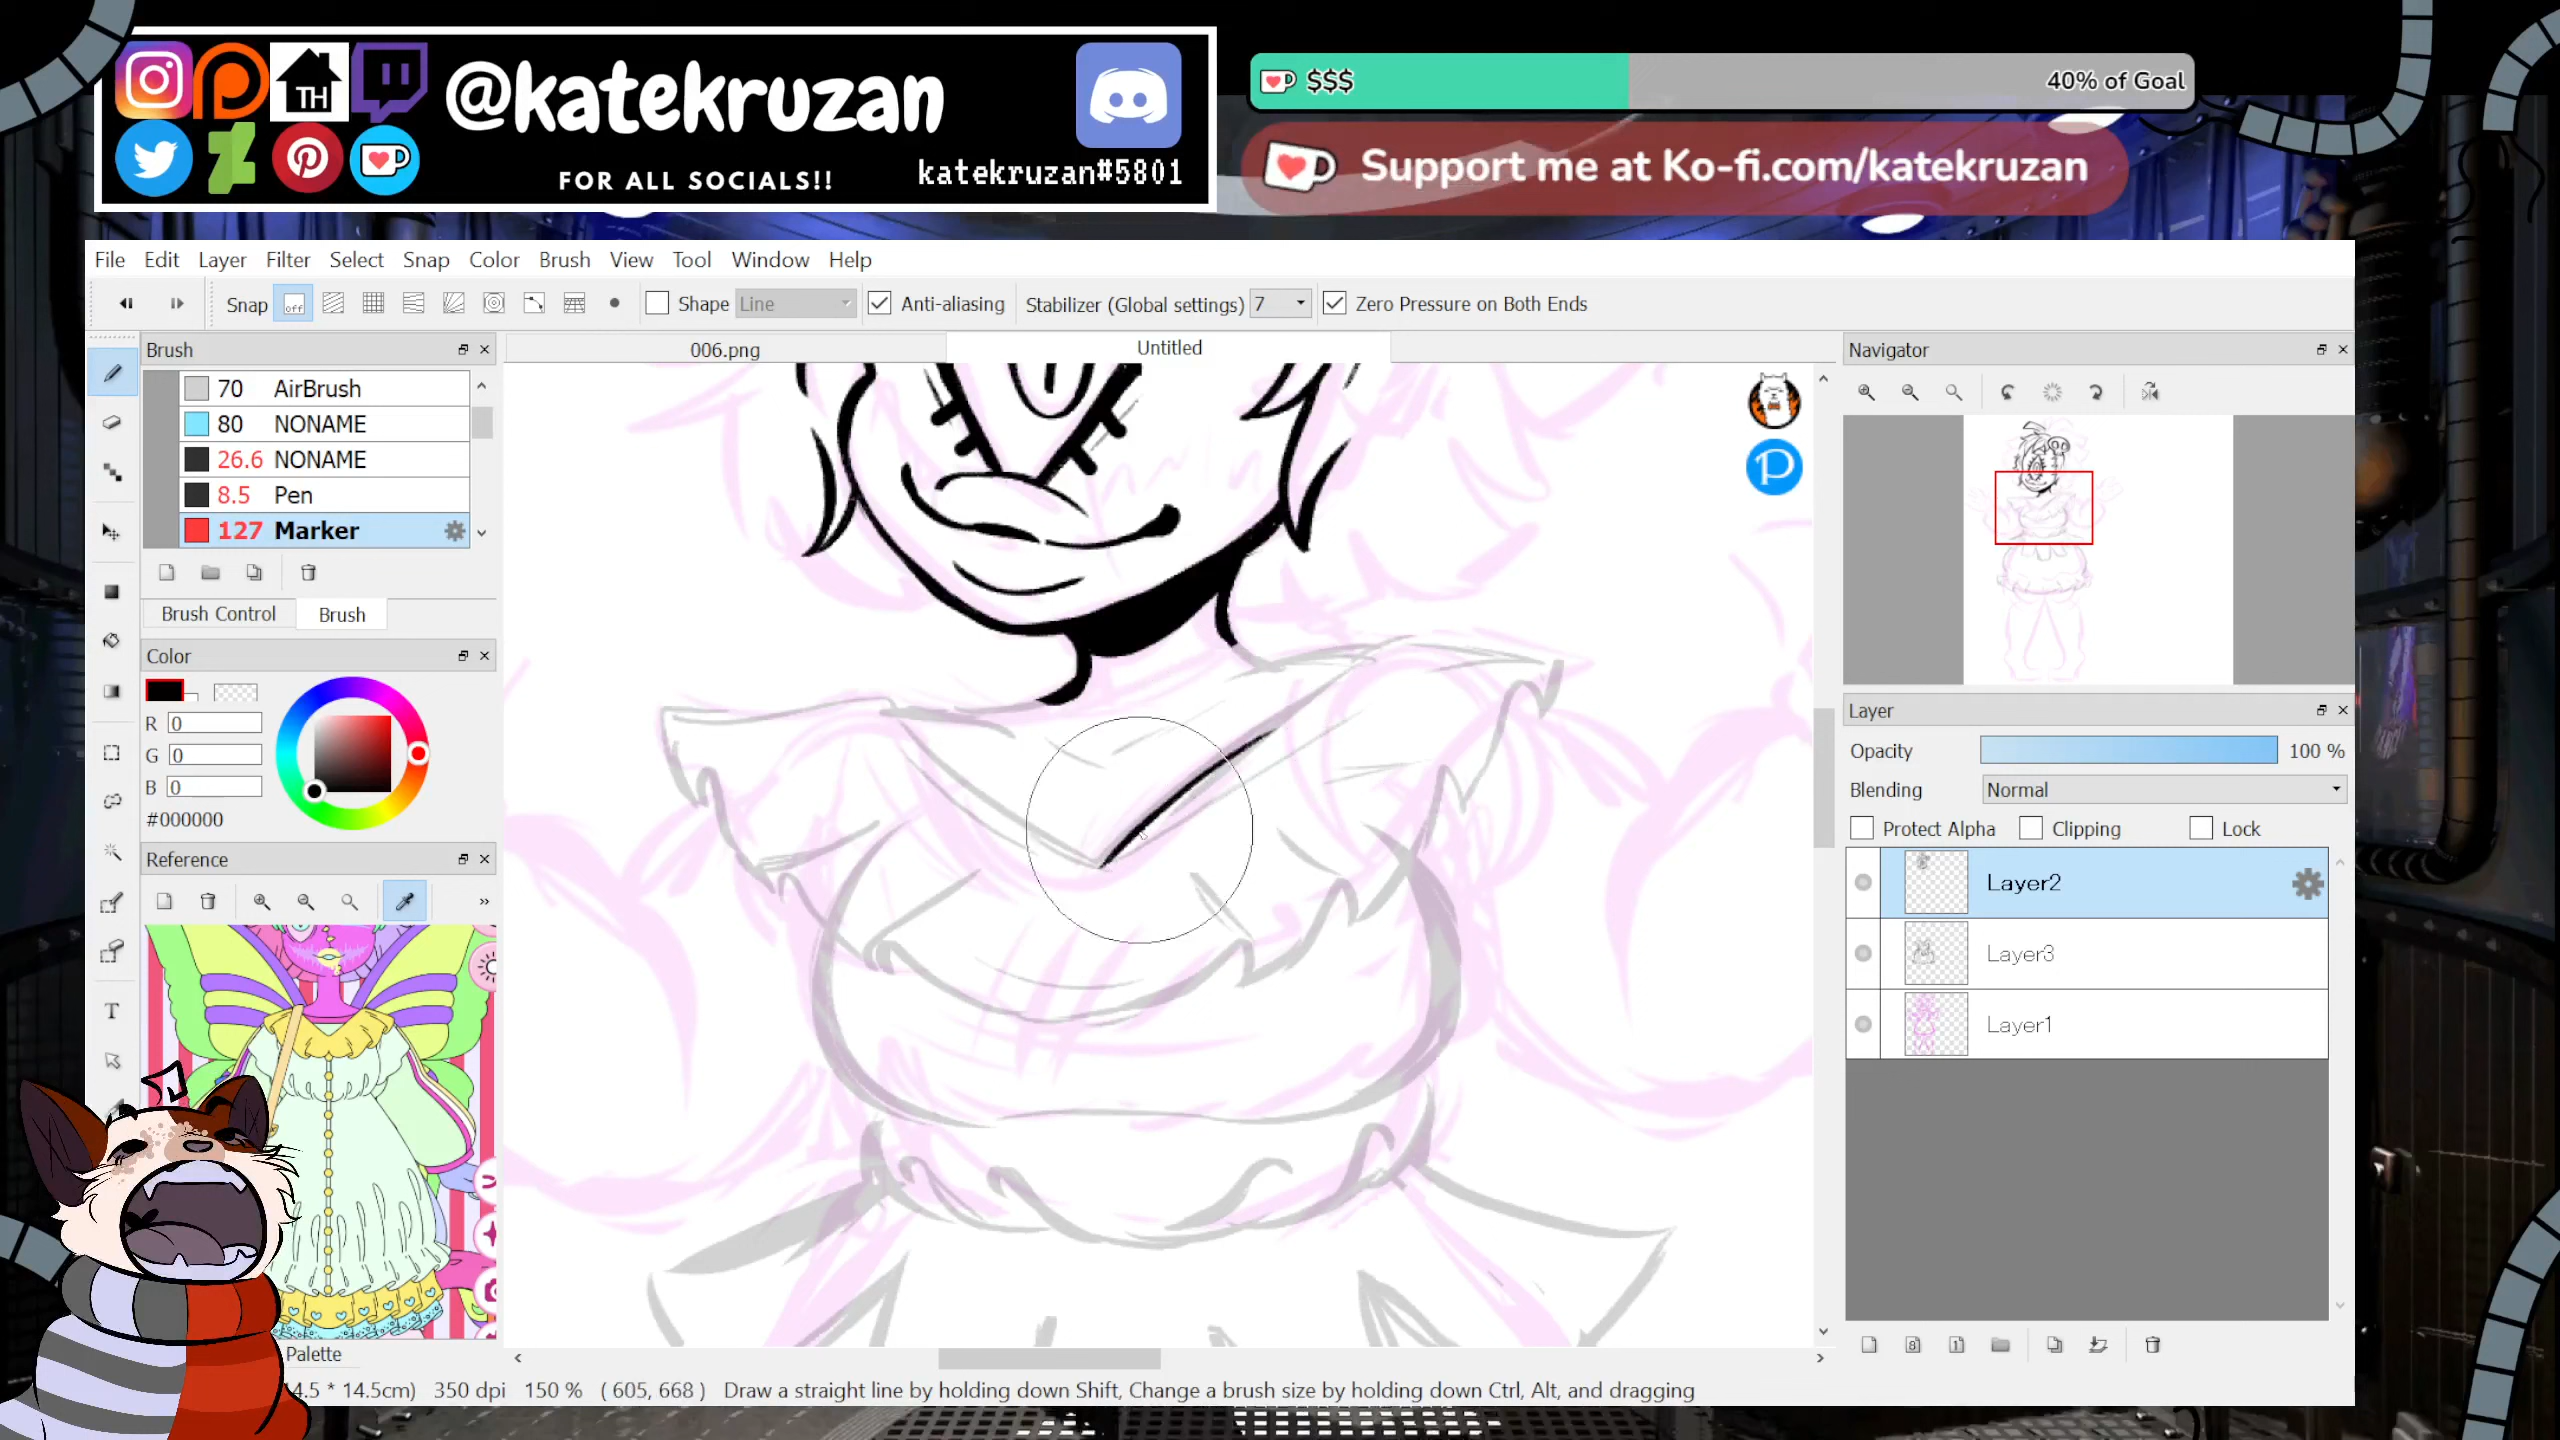 TH
@katekruzan
FOR ALL SOCIALS!!
katekruzan#5801
$$$
40% of Goal
Support me at Ko-fi.com/katekruzan
File Edit Layer Filter Select Snap Color Brush View Tool Window Help
Snap off Shape Line Anti-aliasing Stabilizer (Global settings) 7 Zero Pressure on Both Ends
Brush
70 AirBrush
80 NONAME
26.6 NONAME
8.5 Pen
127 Marker
Brush Control Brush
Color
R 0
G 0
B 0
#000000
Reference
»
T
Palette
006.png
Untitled
P
Navigator
Layer
Opacity 100 %
Blending Normal
Protect Alpha Clipping Lock
Layer2
Layer3
Layer1
8
1
4.5 * 14.5cm) 350 dpi 150 % ( 605, 668 ) Draw a straight line by holding down Shift, Change a brush size by holding down Ctrl, Alt, and dragging